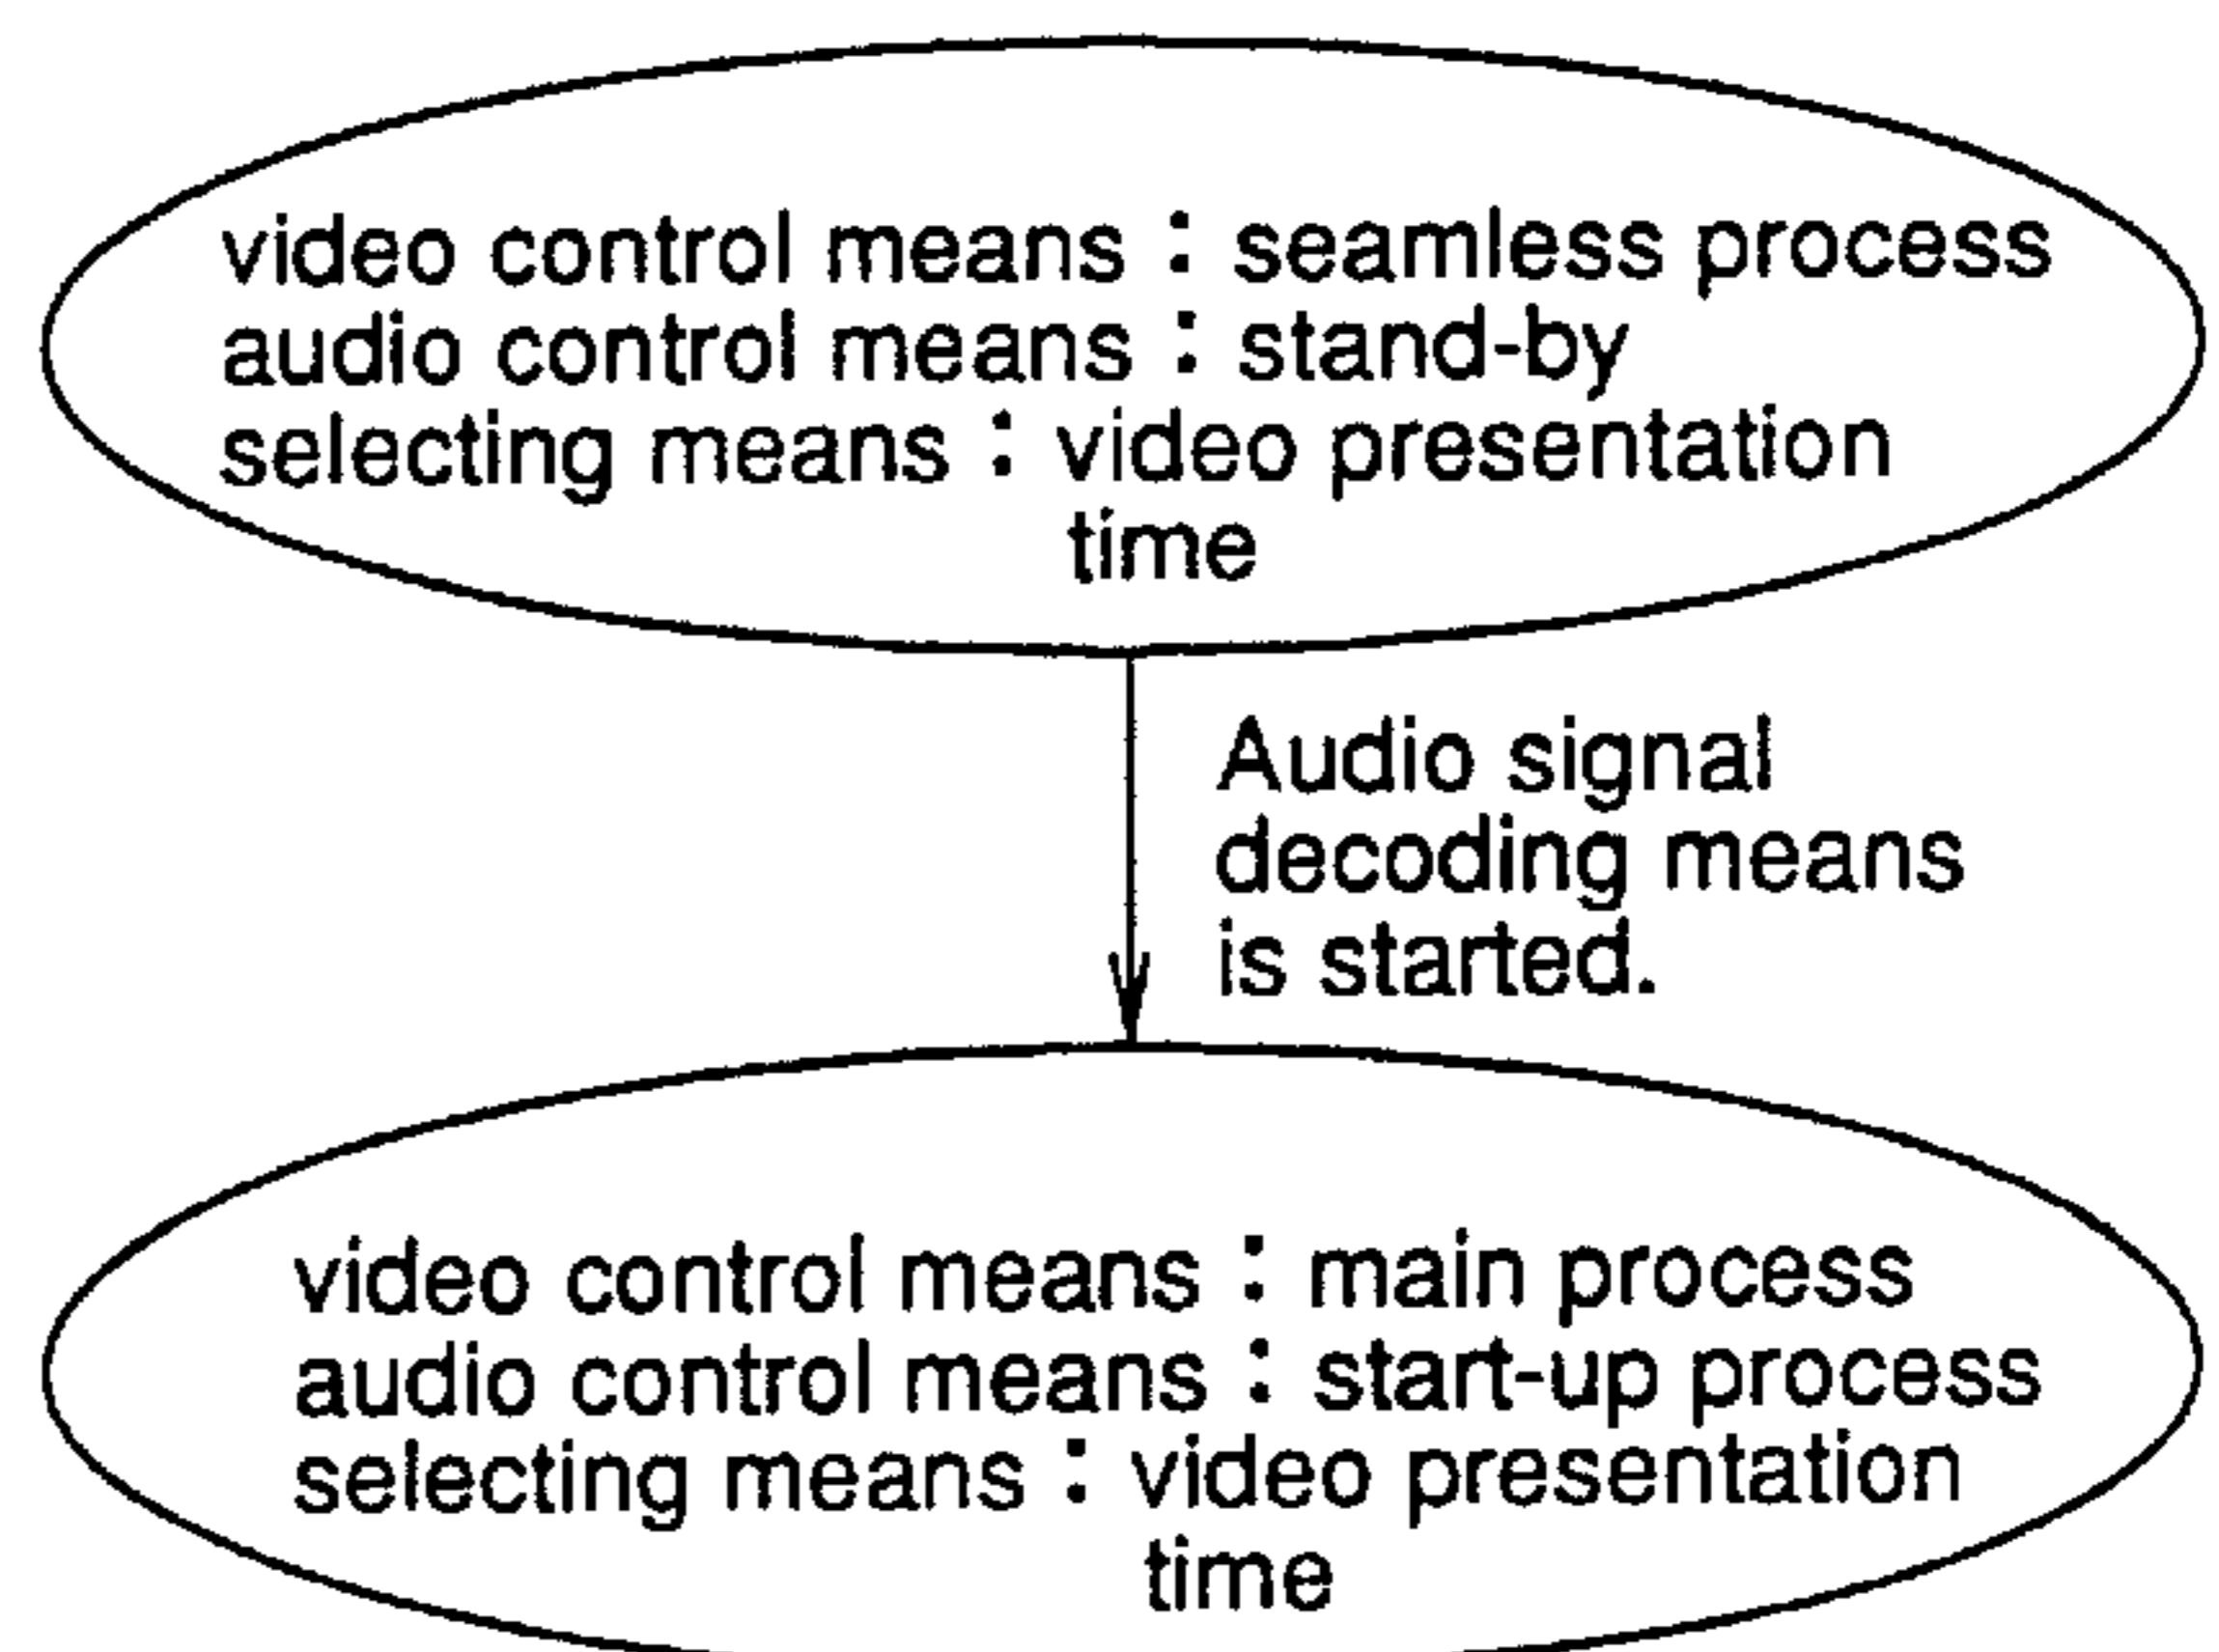 video control means : seamless process
audio control means : stand-by
selecting means : video presentation
time
Audio signal
decoding means
is started.
video control means : main process
audio control means : start-up process
selecting means : video presentation
time